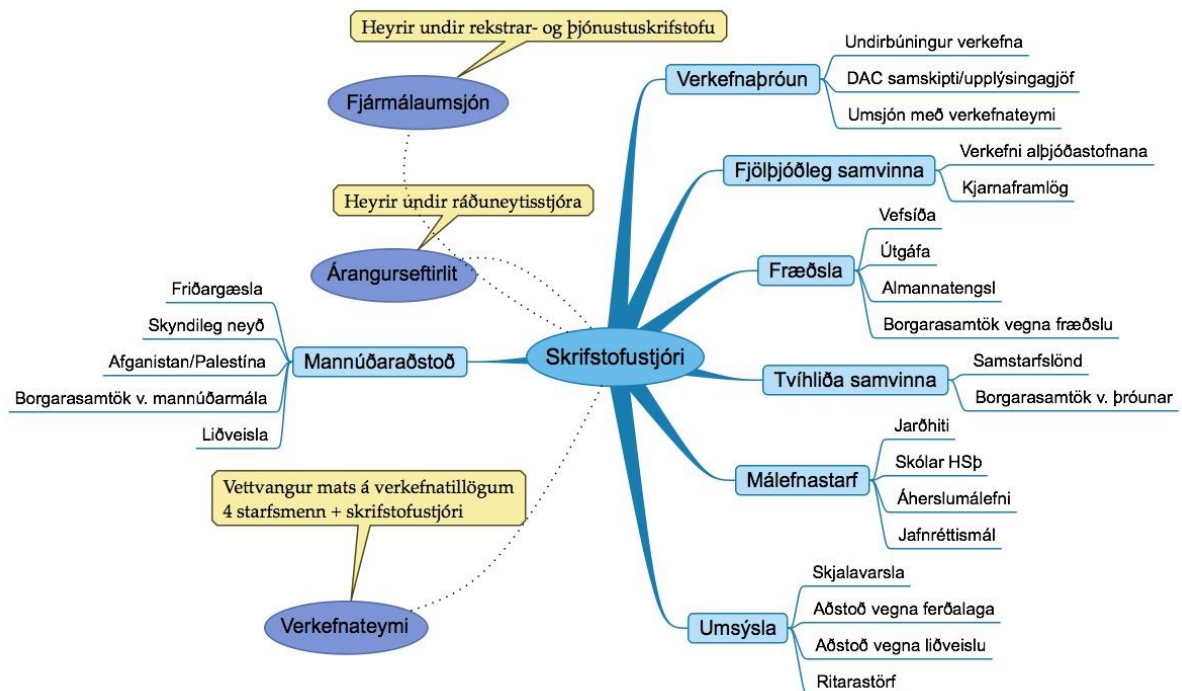 Heyrir undir rekstrar- og þjónustuskrifstofu
Fjármálaumsjón
Heyrir undir ráðuneytisstjóra
Árangurseftirlit
Friðargæsla
Skyndileg neyð
Afganistan/Palestína
Borgarasamtök v. mannúðarmála
Liðveisla
Mannúðaraðstoð
Skrifstofustjóri
Vettvangur mats á verkefnatillögum
4 starfsmenn + skrifstofustjóri
Verkefnateymi
Verkefnaþróun
Undirbúningur verkefna
DAC samskipti/upplýsingagjöf
Umsjón með verkefnateymi
Fjölþjóðleg samvinna
Verkefni alþjóðastofnana
Kjarnaframlög
Fræðsla
Vefsíða
Útgáfa
Almannatengsl
Borgarasamtök vegna fræðslu
Tvíhliða samvinna
Samstarfslönd
Borgarasamtök v. þróunar
Málefnastarf
Jarðhiti
Skólar HSþ
Áherslumálefni
Jafnréttismál
Umsýsla
Skjalavarsla
Aðstoð vegna ferðalaga
Aðstoð vegna liðveislu
Ritarastörf